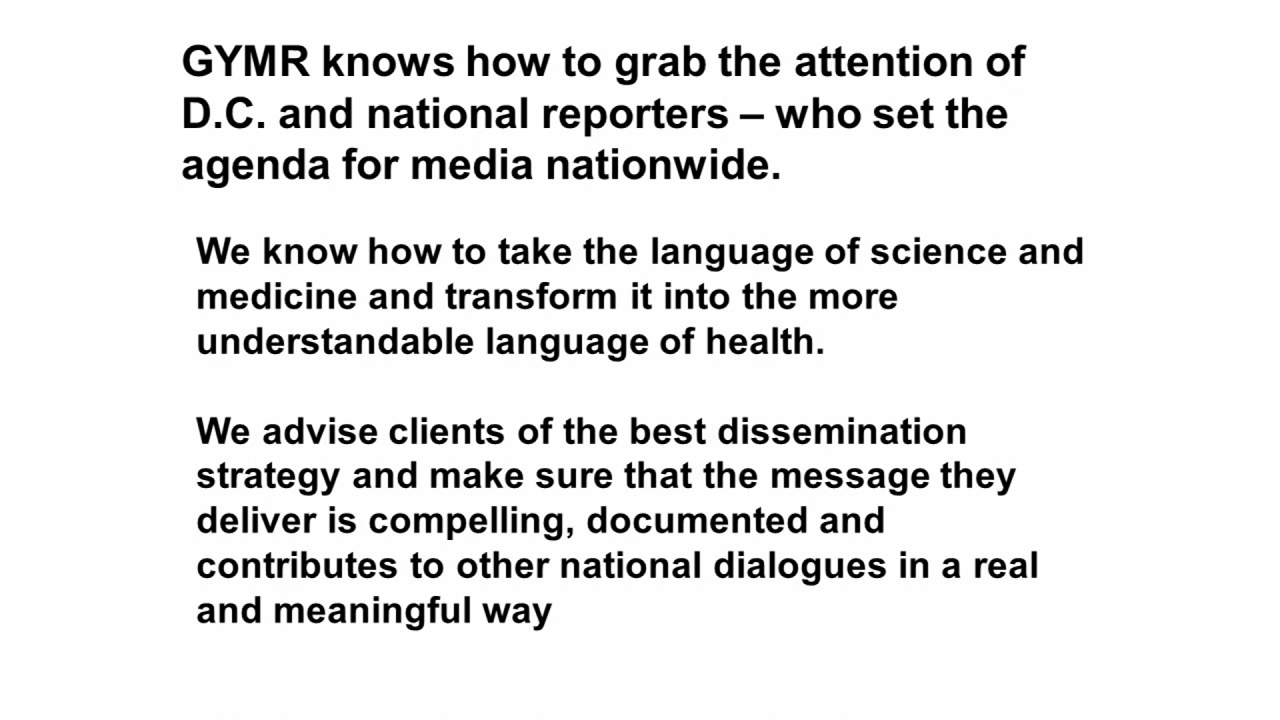 GYMR knows how to grab the attention of
D.C. and national reporters – who set the
agenda for media nationwide.
We know how to take the language of science and
medicine and transform it into the more
understandable language of health.
We advise clients of the best dissemination
strategy and make sure that the message they
deliver is compelling, documented and
contributes to other national dialogues in a real
and meaningful way